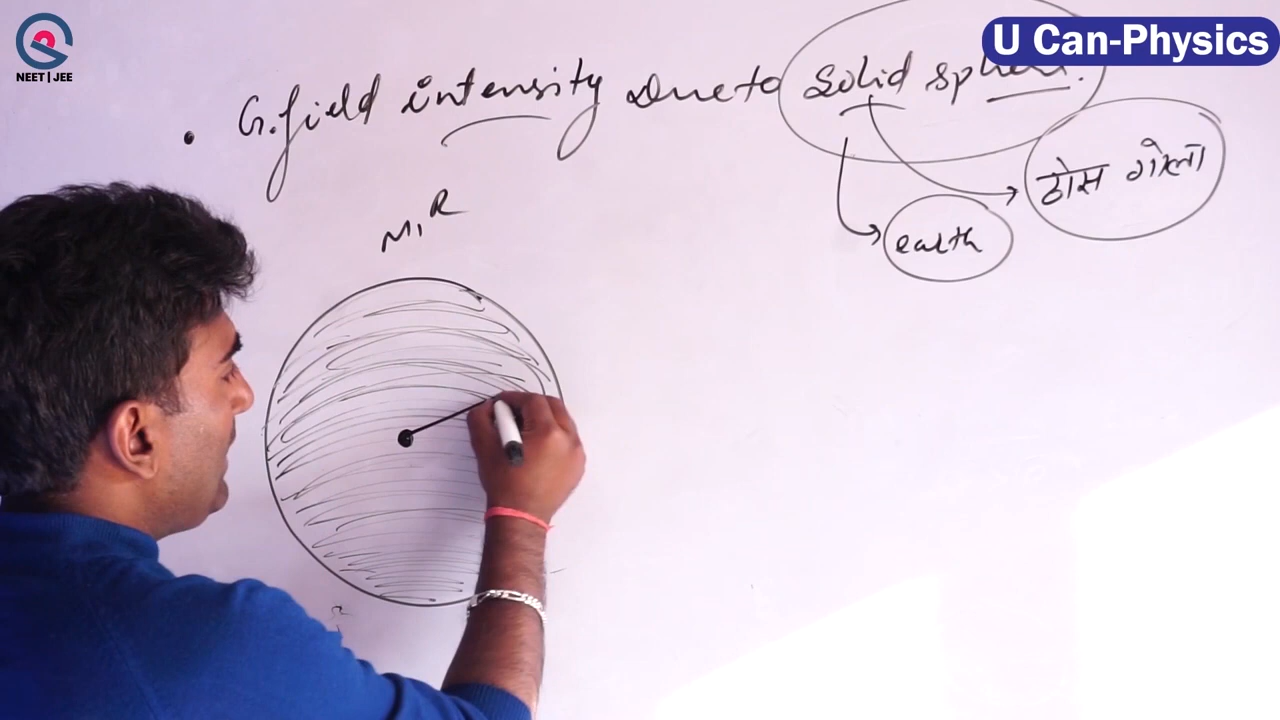 U Can-Physics
NEET | JEE
• G. field intensity Due to Solid sphere.
ठोस गोला
earth
M, R